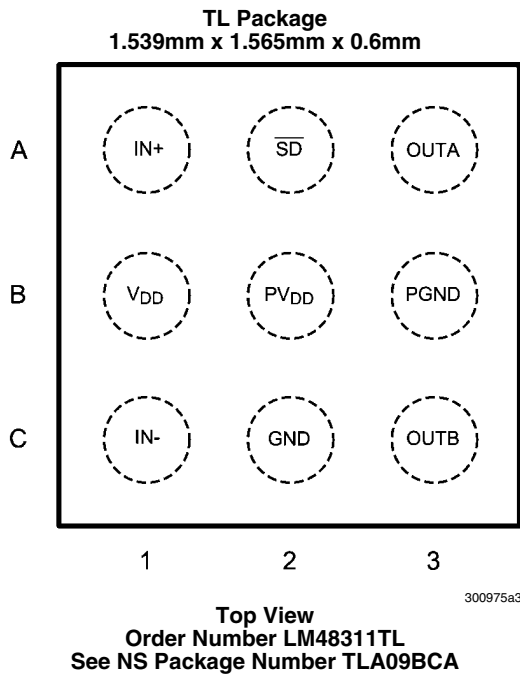 TL Package
1.539mm x 1.565mm x 0.6mm
A IN+ S̅D̅ OUTA
B VDD PVDD PGND
C IN- GND OUTB
1 2 3
300975a3
Top View
Order Number LM48311TL
See NS Package Number TLA09BCA